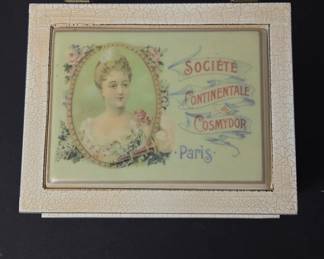 SOCIÉTÉ
CONTINENTALE
COSMYDOR
Paris